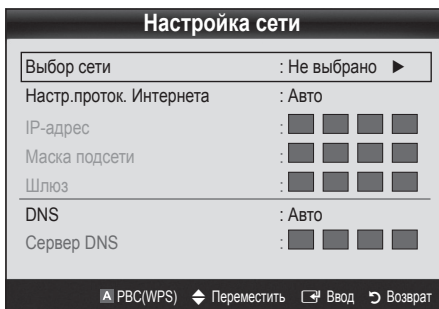 Настройка сети
Выбор сети : Не выбрано ►
Настр.проток. Интернета : Авто
IP-адрес :
Маска подсети :
Шлюз :
DNS : Авто
Сервер DNS :
A PBC(WPS) Переместить Ввод Возврат